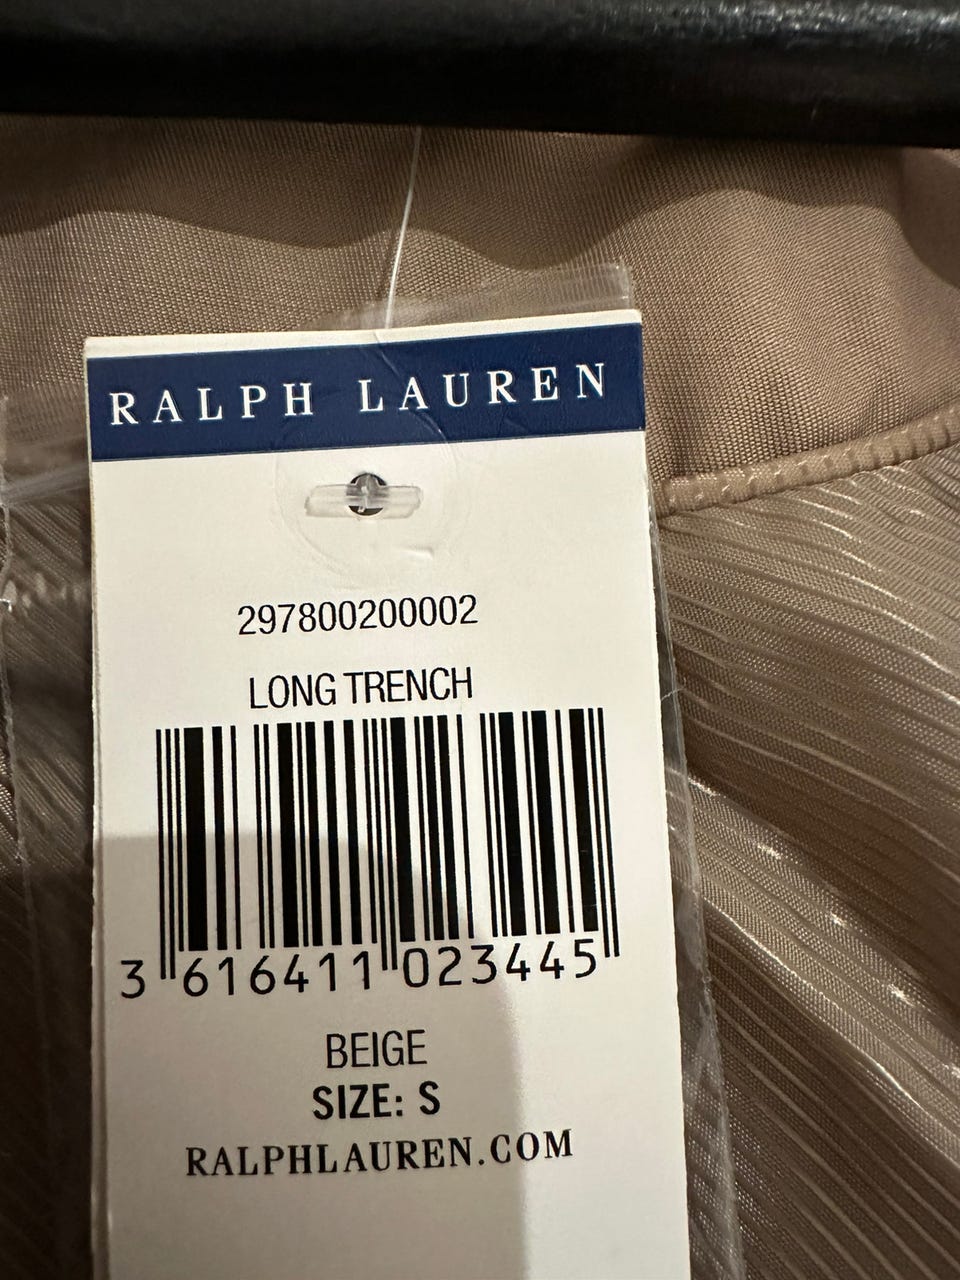 RALPH LAUREN
297800200002
LONG TRENCH
3 616411 023445
BEIGE
SIZE: S
RALPHLAUREN.COM